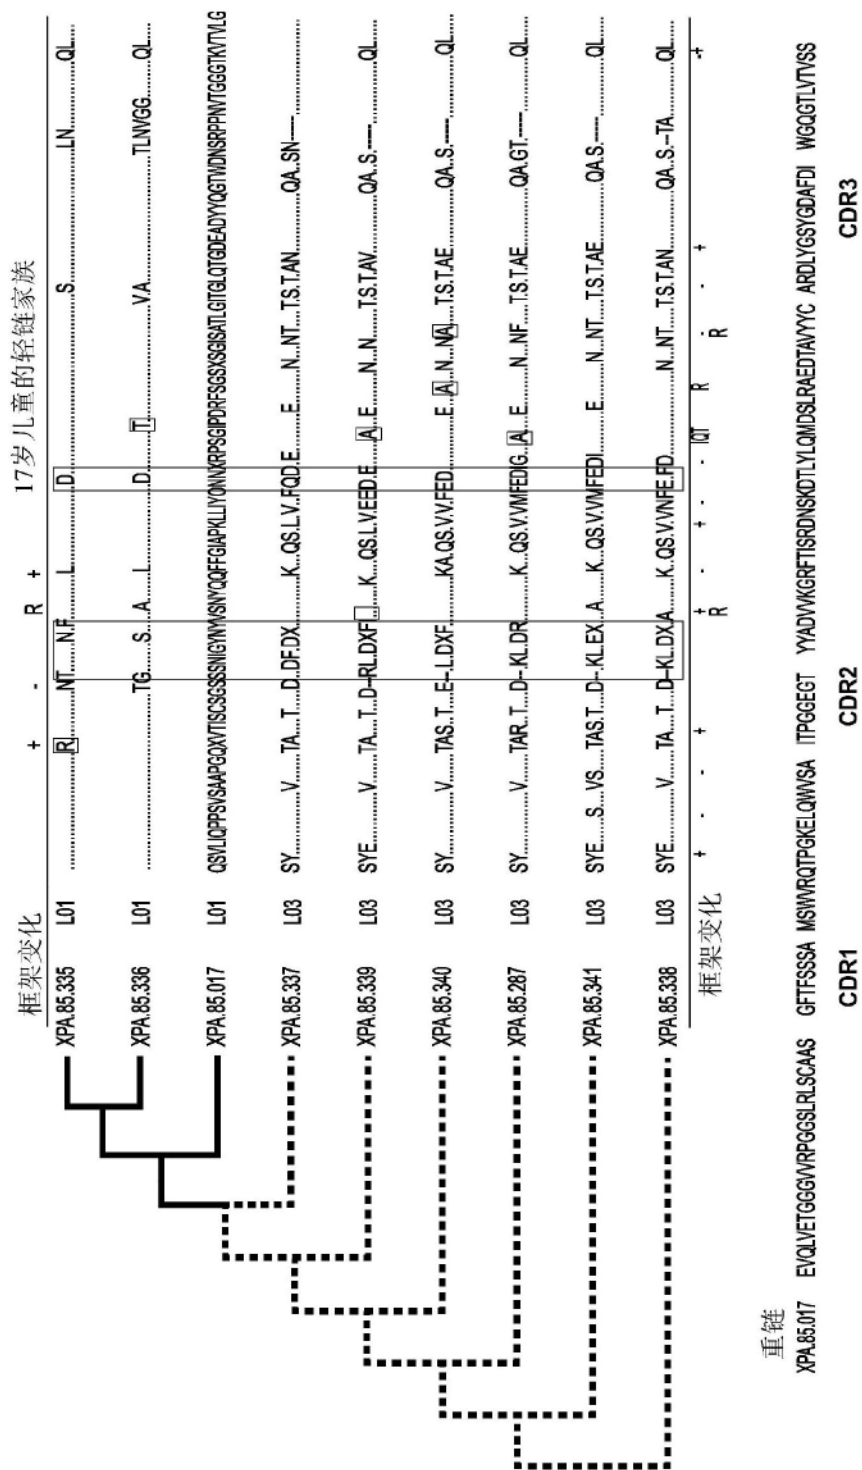 17岁儿童的轻链家族
框架变化 + - R +
XPA.85.335 L01 R NT N.F L D S LN QL
XPA.85.336 L01 TG S A L D T VA TLNVGG QL
XPA.85.017 L01 QSVLIQPPSVSAAPGQXVTISCSGSSSNIGYNYVSNYQQFFGIAPKLLIYONNXRPSGIPDRFSGSXSGISATLGITGLQTGDEADYYQGTWDNSRPPNVTGGGTKVTVLG
XPA.85.337 L03 SY V TA T D.DF.DX K QS.LV.FQD.E E N NT T.S.T.AN QA..SN----
XPA.85.339 L03 SYE V TA T D--RL.DXF K QS.LV.EED.E A E N N T.S.T.AV QA.S.---- QL
XPA.85.340 L03 SY V TAS.T E--L.DXF KA.QS.V.V.FED E A N NA T.S.T.AE QA.S.---- QL
XPA.85.287 L03 SY V TAR.T D--KL.DR K QS.V.VMFEDIG A E N NF T.S.T.AE QA.GT.---- QL
XPA.85.341 L03 SYE S VS TAS.T D--KL.EX A K QS.V.VMFEDI E N NT T.S.T.AE QA.S.---- QL
XPA.85.338 L03 SYE V TA T D--KL.DX A K QS.V.VNFE.FD N NT T.S.T.AN QA..S.-TA QL
框架变化 + - - + + - + - IQT R - - + -+
R R
重链
XPA.85.017 EVQLVETGGGVVRPGGSLRLSCAAS GFTFSSSA MSWVRQTPGKELQWVSA ITPGGEGT YYADVVKGRFTISRDNSKDTLYLQMDSLRAEDTAVYYC ARDLYGSYGDAFDI WGQGTLVTVSS
CDR1 CDR2 CDR3